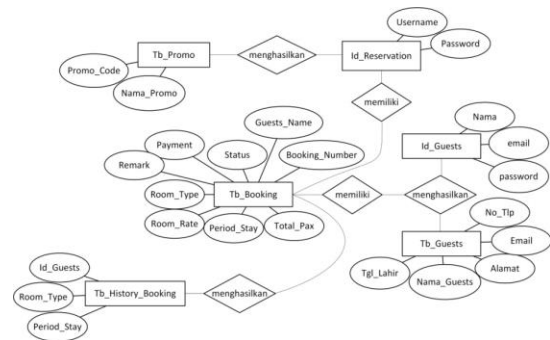 Username
Tb_Promo
menghasilkan
Id_Reservation
Password
Promo_Code
Nama_Promo
memiliki
Guests_Name
Nama
Payment
Status
Id_Guests
email
Remark
Booking_Number
password
Room_Type
Tb_Booking
memiliki
menghasilkan
No_Tlp
Room_Rate
Period_Stay
Total_Pax
Tb_Guests
Email
Id_Guests
Tgl_Lahir
Nama_Guests
Alamat
Room_Type
Tb_History_Booking
menghasilkan
Period_Stay